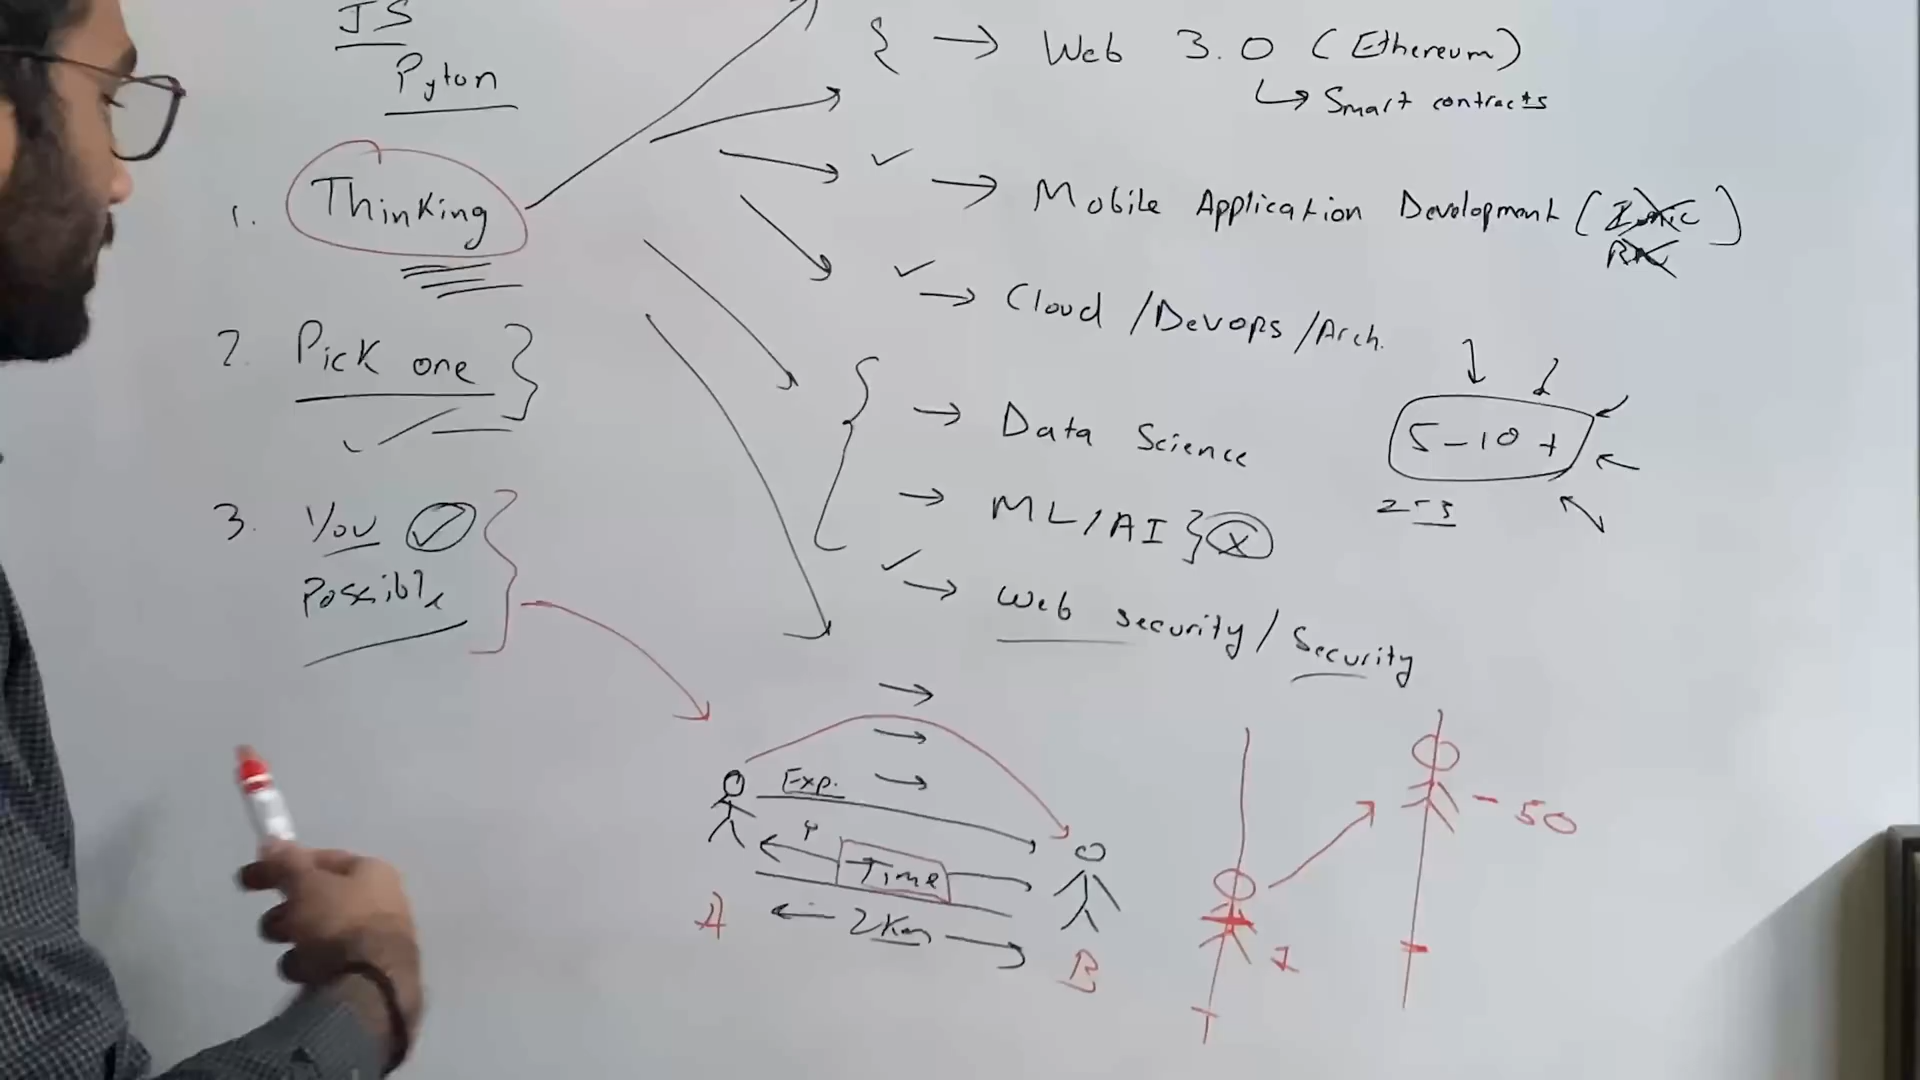 JS
Pyton
1. Thinking
2. Pick one
3. You
Possible
→ Web 3.0 (Ethereum)
↳ Smart contracts
→ Mobile Application Development (Ionic)
RN
→ Cloud /Devops /Arch.
→ Data Science
→ ML/AI } x
→ Web security/ Security
5-10+
2-3
Exp.
Time
2km
A
B
1
- 50